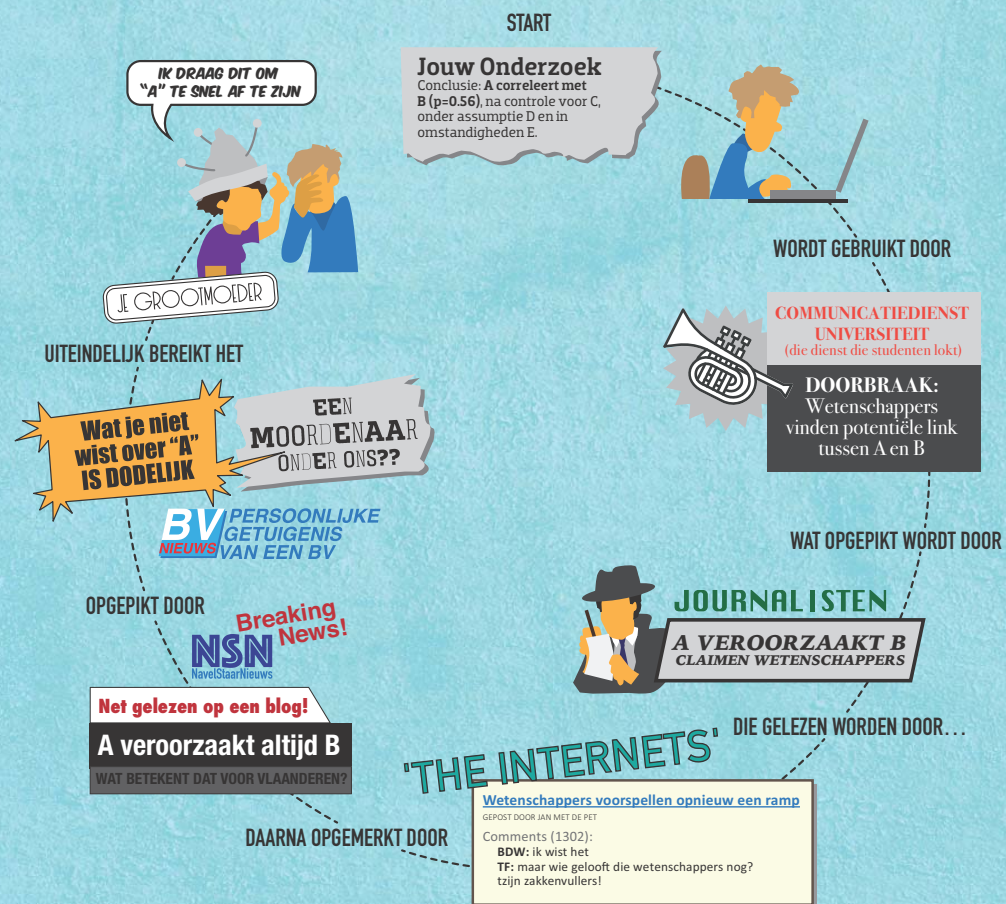 START
Jouw Onderzoek
Conclusie: A correleert met
B (p=0.56), na controle voor C,
onder assumptie D en in
omstandigheden E.
WORDT GEBRUIKT DOOR
COMMUNICATIEDIENST
UNIVERSITEIT
(die dienst die studenten lokt)
DOORBRAAK:
Wetenschappers
vinden potentiële link
tussen A en B
WAT OPGEPIKT WORDT DOOR
JOURNALISTEN
A VEROORZAAKT B
CLAIMEN WETENSCHAPPERS
DIE GELEZEN WORDEN DOOR...
'THE INTERNETS'
Wetenschappers voorspellen opnieuw een ramp
GEPOST DOOR JAN MET DE PET
Comments (1302):
BDW: ik wist het
TF: maar wie gelooft die wetenschappers nog?
tzijn zakkenvullers!
DAARNA OPGEMERKT DOOR
Breaking
News!
NSN
NavelStaarNieuws
Net gelezen op een blog!
A veroorzaakt altijd B
WAT BETEKENT DAT VOOR VLAANDEREN?
OPGEPIKT DOOR
BV NIEUWS
PERSOONLIJKE
GETUIGENIS
VAN EEN BV
Wat je niet
wist over "A"
IS DODELIJK
EEN
MOORDENAAR
ONDER ONS??
UITEINDELIJK BEREIKT HET
JE GROOTMOEDER
IK DRAAG DIT OM
"A" TE SNEL AF TE ZIJN